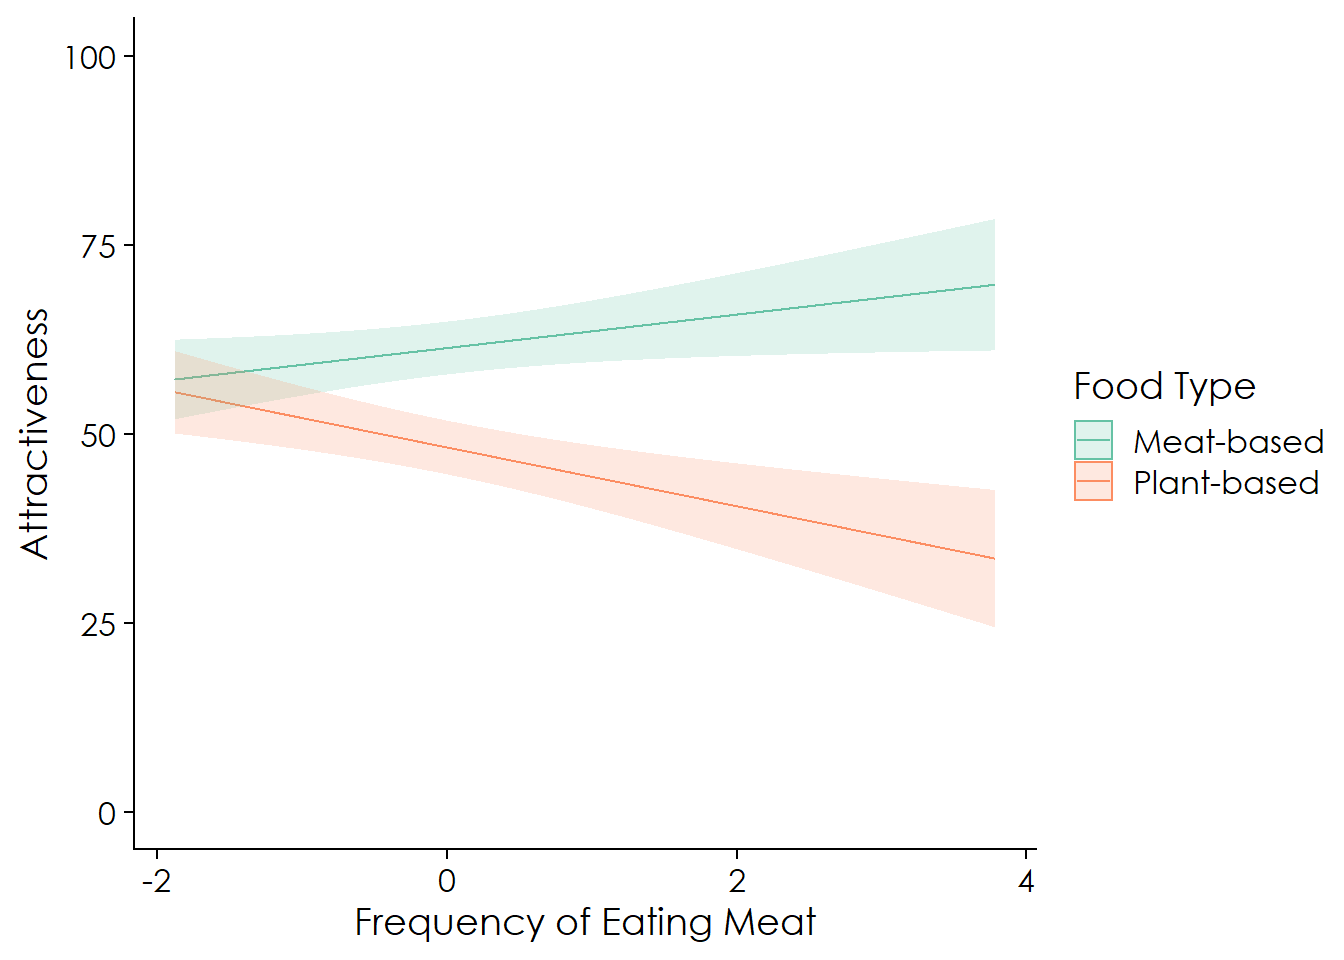 100
75
50
25
0
Attractiveness
-2 0 2 4
Frequency of Eating Meat
Food Type
Meat-based
Plant-based